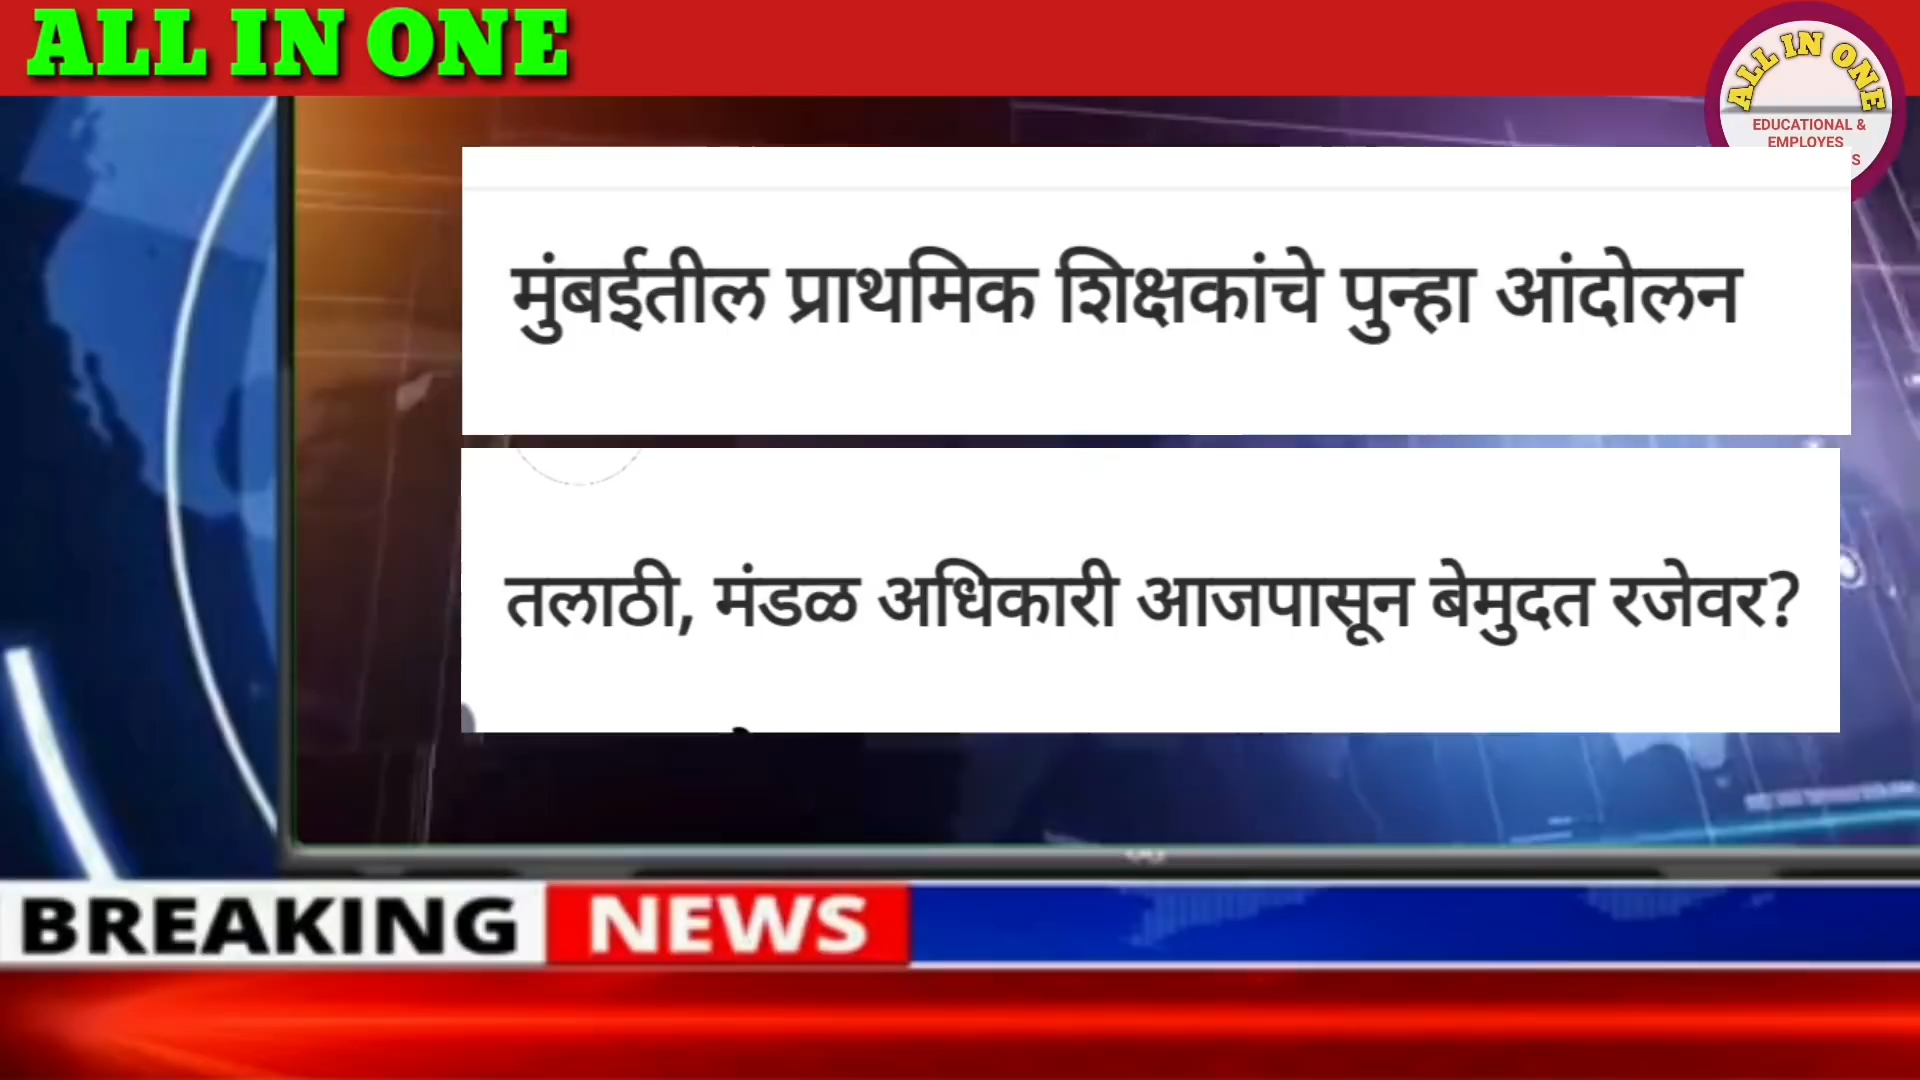 ALL IN ONE
ALL IN ONE
EDUCATIONAL &
EMPLOYES
S
मुंबईतील प्राथमिक शिक्षकांचे पुन्हा आंदोलन
तलाठी, मंडळ अधिकारी आजपासून बेमुदत रजेवर?
BREAKING NEWS